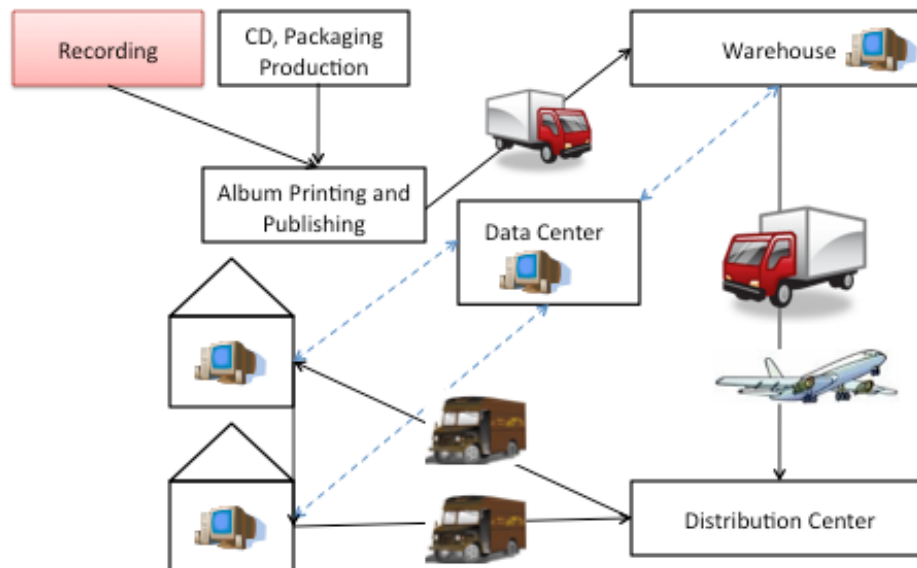 Recording
CD, Packaging
Production
Warehouse
Album Printing and
Publishing
Data Center
Distribution Center